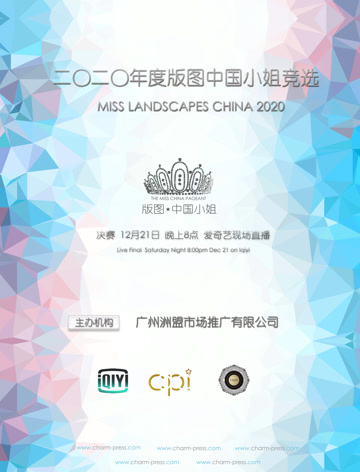 二〇二〇年度版图中国小姐竞选
MISS LANDSCAPES CHINA 2020
THE MISS CHINA PAGEANT
版图•中国小姐
决赛 12月21日 晚上8点 爱奇艺现场直播
Live Final Saturday Night 8:00pm Dec 21 on Iqiyi
主办机构 广州洲盟市场推广有限公司
iQIYI cpi
www.charm-press.com www.charm-press.com www.charm-press.com
www.charm-press.com www.charm-press.com